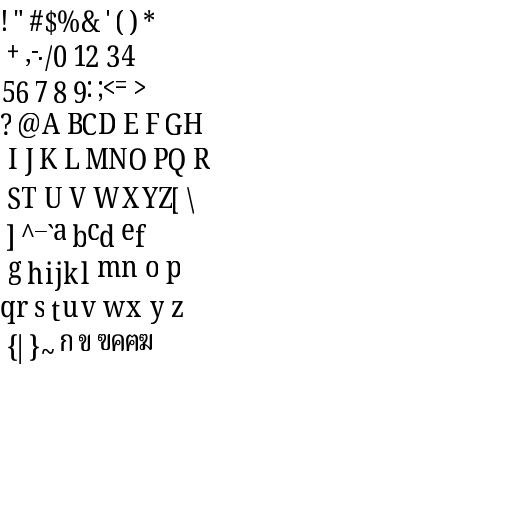 ! " # $ % & ' ( ) *
+ , - . / 0 1 2 3 4
5 6 7 8 9 : ; < = >
? @ A B C D E F G H
I J K L M N O P Q R
S T U V W X Y Z [ \
] ^ _ ` a b c d e f
g h i j k l m n o p
q r s t u v w x y z
{ | } ~ ก ข ฃ ค ฅ ฆ